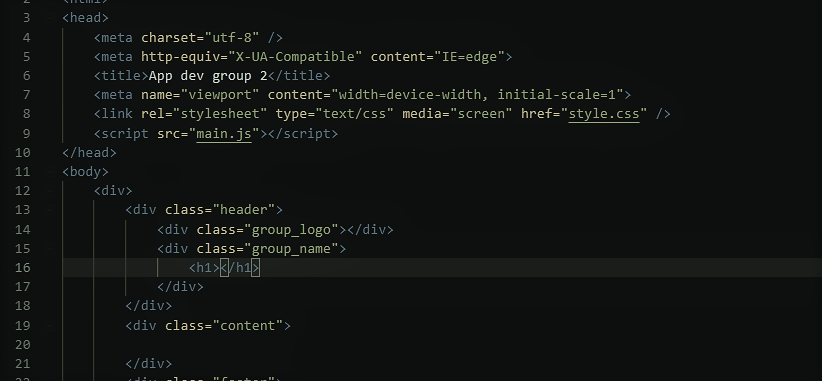 2 <html>
3 <head>
4 <meta charset="utf-8" />
5 <meta http-equiv="X-UA-Compatible" content="IE=edge">
6 <title>App dev group 2</title>
7 <meta name="viewport" content="width=device-width, initial-scale=1">
8 <link rel="stylesheet" type="text/css" media="screen" href="style.css" />
9 <script src="main.js"></script>
10 </head>
11 <body>
12 <div>
13 <div class="header">
14 <div class="group_logo"></div>
15 <div class="group_name">
16 <h1></h1>
17 </div>
18 </div>
19 <div class="content">
20
21 </div>
22 <div class="footer">